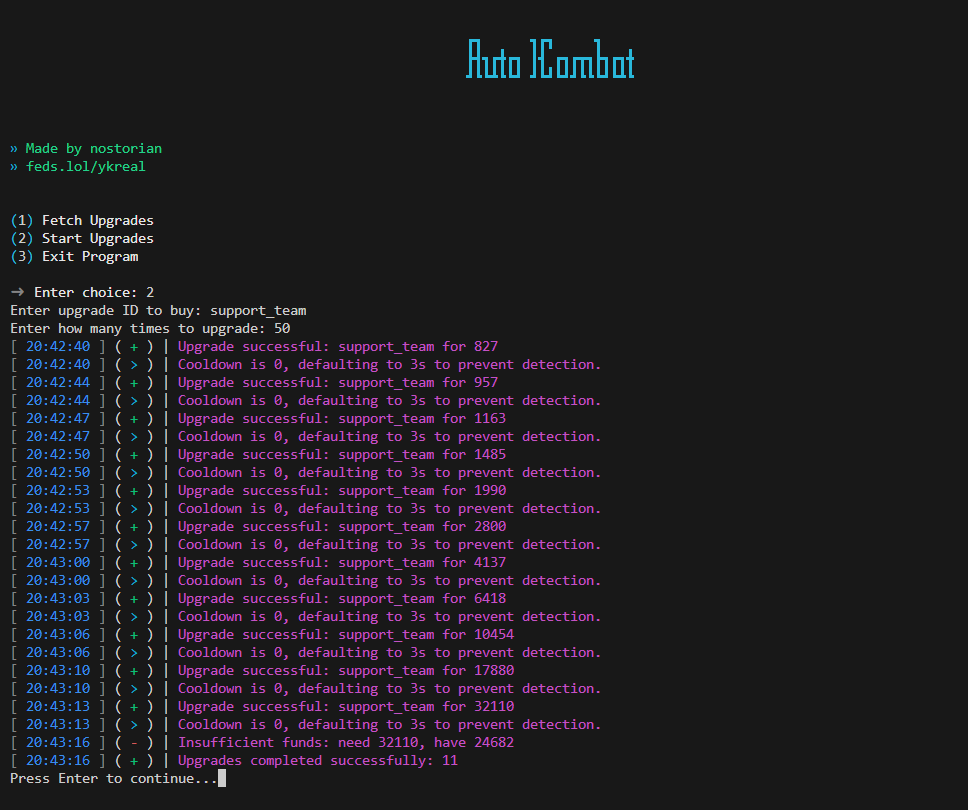 Auto ]Combat
» Made by nostorian
» feds.lol/ykreal
(1) Fetch Upgrades
(2) Start Upgrades
(3) Exit Program
→ Enter choice: 2
Enter upgrade ID to buy: support_team
Enter how many times to upgrade: 50
[ 20:42:40 ] ( + ) | Upgrade successful: support_team for 827
[ 20:42:40 ] ( > ) | Cooldown is 0, defaulting to 3s to prevent detection.
[ 20:42:44 ] ( + ) | Upgrade successful: support_team for 957
[ 20:42:44 ] ( > ) | Cooldown is 0, defaulting to 3s to prevent detection.
[ 20:42:47 ] ( + ) | Upgrade successful: support_team for 1163
[ 20:42:47 ] ( > ) | Cooldown is 0, defaulting to 3s to prevent detection.
[ 20:42:50 ] ( + ) | Upgrade successful: support_team for 1485
[ 20:42:50 ] ( > ) | Cooldown is 0, defaulting to 3s to prevent detection.
[ 20:42:53 ] ( + ) | Upgrade successful: support_team for 1990
[ 20:42:53 ] ( > ) | Cooldown is 0, defaulting to 3s to prevent detection.
[ 20:42:57 ] ( + ) | Upgrade successful: support_team for 2800
[ 20:42:57 ] ( > ) | Cooldown is 0, defaulting to 3s to prevent detection.
[ 20:43:00 ] ( + ) | Upgrade successful: support_team for 4137
[ 20:43:00 ] ( > ) | Cooldown is 0, defaulting to 3s to prevent detection.
[ 20:43:03 ] ( + ) | Upgrade successful: support_team for 6418
[ 20:43:03 ] ( > ) | Cooldown is 0, defaulting to 3s to prevent detection.
[ 20:43:06 ] ( + ) | Upgrade successful: support_team for 10454
[ 20:43:06 ] ( > ) | Cooldown is 0, defaulting to 3s to prevent detection.
[ 20:43:10 ] ( + ) | Upgrade successful: support_team for 17880
[ 20:43:10 ] ( > ) | Cooldown is 0, defaulting to 3s to prevent detection.
[ 20:43:13 ] ( + ) | Upgrade successful: support_team for 32110
[ 20:43:13 ] ( > ) | Cooldown is 0, defaulting to 3s to prevent detection.
[ 20:43:16 ] ( - ) | Insufficient funds: need 32110, have 24682
[ 20:43:16 ] ( + ) | Upgrades completed successfully: 11
Press Enter to continue...